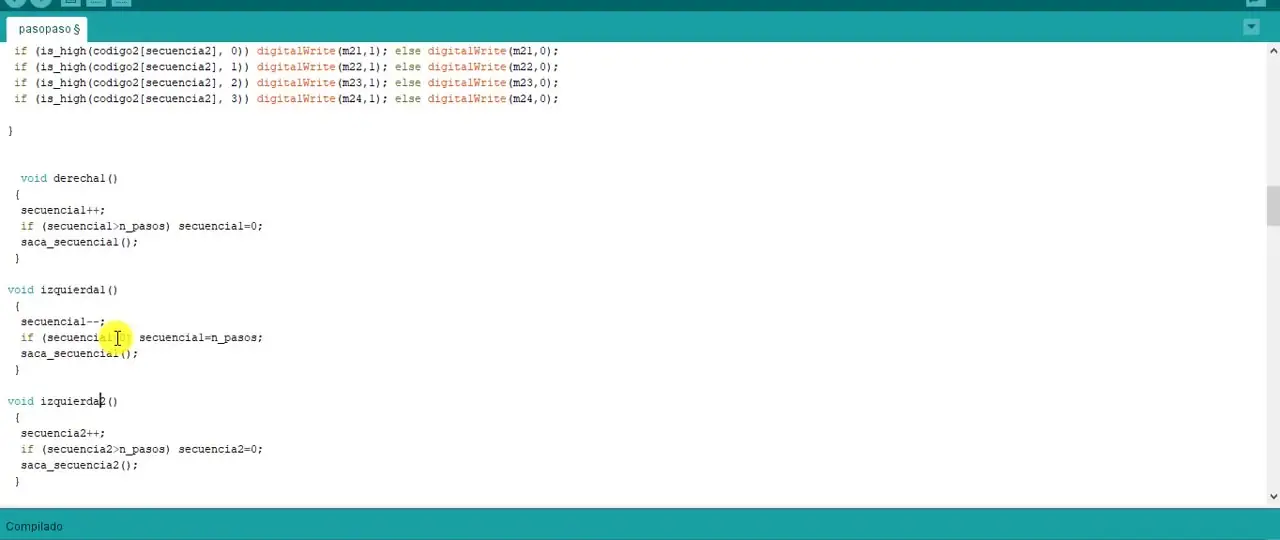 pasopaso §
if (is_high(codigo2[secuencia2], 0)) digitalWrite(m21,1); else digitalWrite(m21,0);
if (is_high(codigo2[secuencia2], 1)) digitalWrite(m22,1); else digitalWrite(m22,0);
if (is_high(codigo2[secuencia2], 2)) digitalWrite(m23,1); else digitalWrite(m23,0);
if (is_high(codigo2[secuencia2], 3)) digitalWrite(m24,1); else digitalWrite(m24,0);
}
void derecha1()
{
secuencia1++;
if (secuencia1>n_pasos) secuencia1=0;
saca_secuencia1();
}
void izquierda1()
{
secuencia1--;
if secuencia1=n_pasos;
saca_secuencia1();
}
void izquierda2()
{
secuencia2++;
if (secuencia2>n_pasos) secuencia2=0;
saca_secuencia2();
}
Compilado